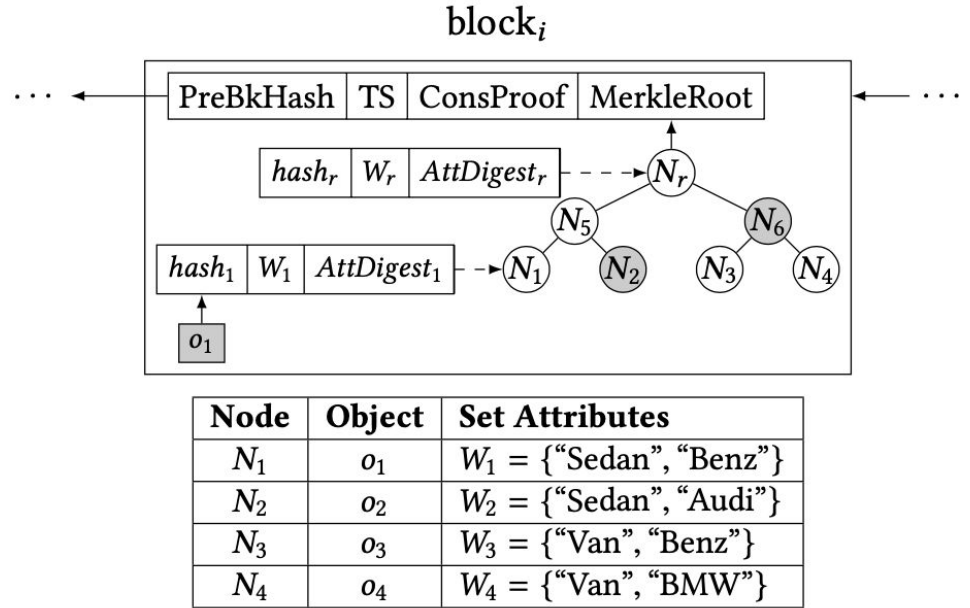 block_i
··· PreBkHash TS ConsProof MerkleRoot ···
hash_r W_r AttDigest_r N_r
N_5 N_6
hash_1 W_1 AttDigest_1 N_1 N_2 N_3 N_4
o_1
Node Object Set Attributes
N_1 o_1 W_1 = {“Sedan”, “Benz”}
N_2 o_2 W_2 = {“Sedan”, “Audi”}
N_3 o_3 W_3 = {“Van”, “Benz”}
N_4 o_4 W_4 = {“Van”, “BMW”}